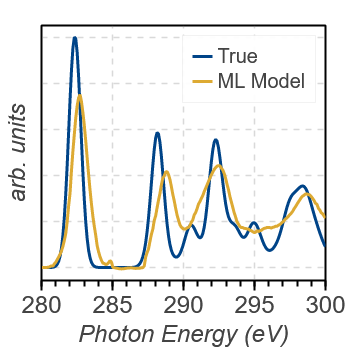 True
ML Model
arb. units
280 285 290 295 300
Photon Energy (eV)